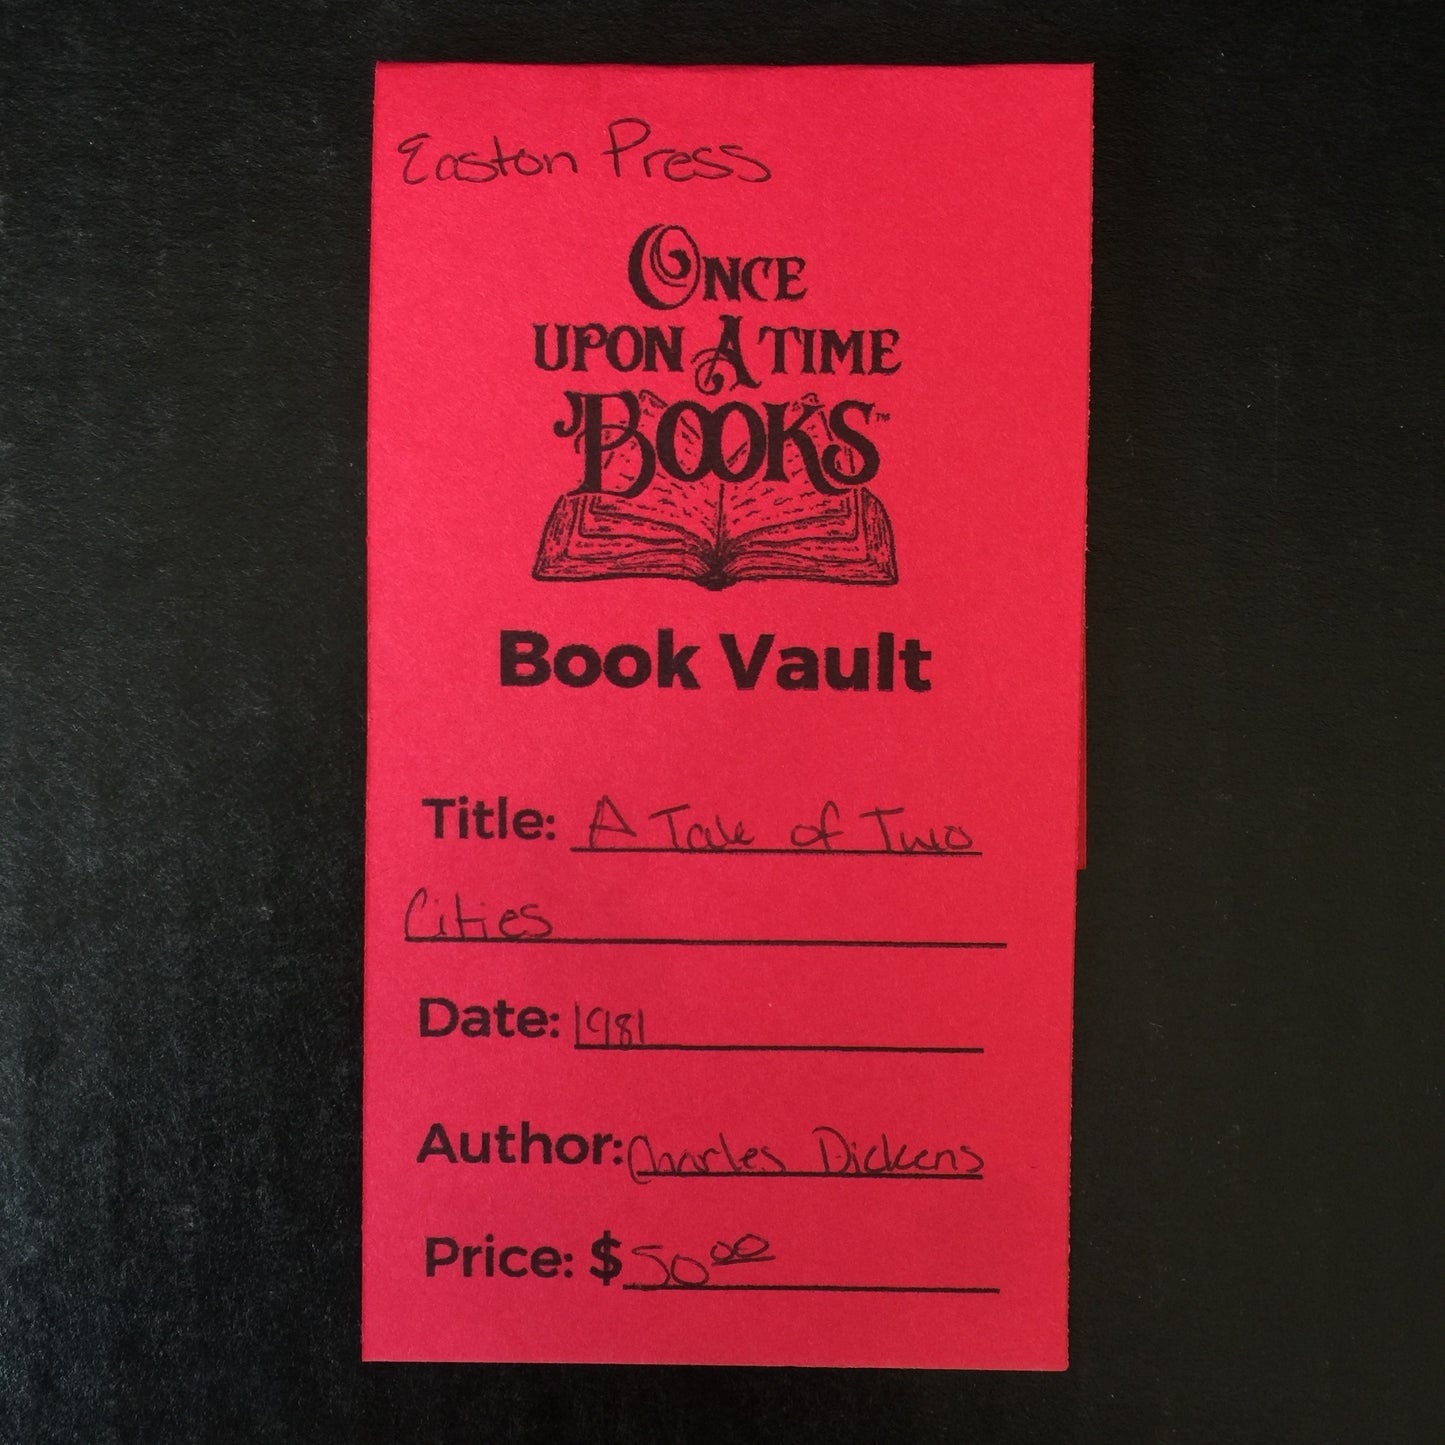 Easton Press
ONCE
UPON A TIME
BOOKS™
Book Vault
Title: A Tale of Two
Cities
Date: 1981
Author: Charles Dickens
Price: $50.00